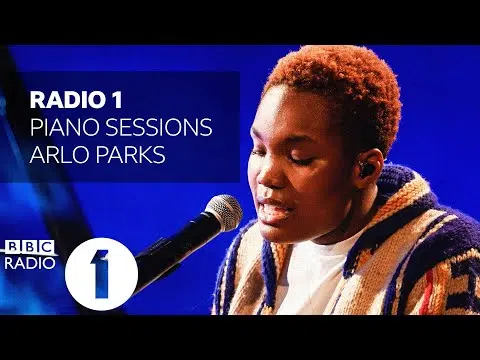 RADIO 1
PIANO SESSIONS
ARLO PARKS
BBC
RADIO
1